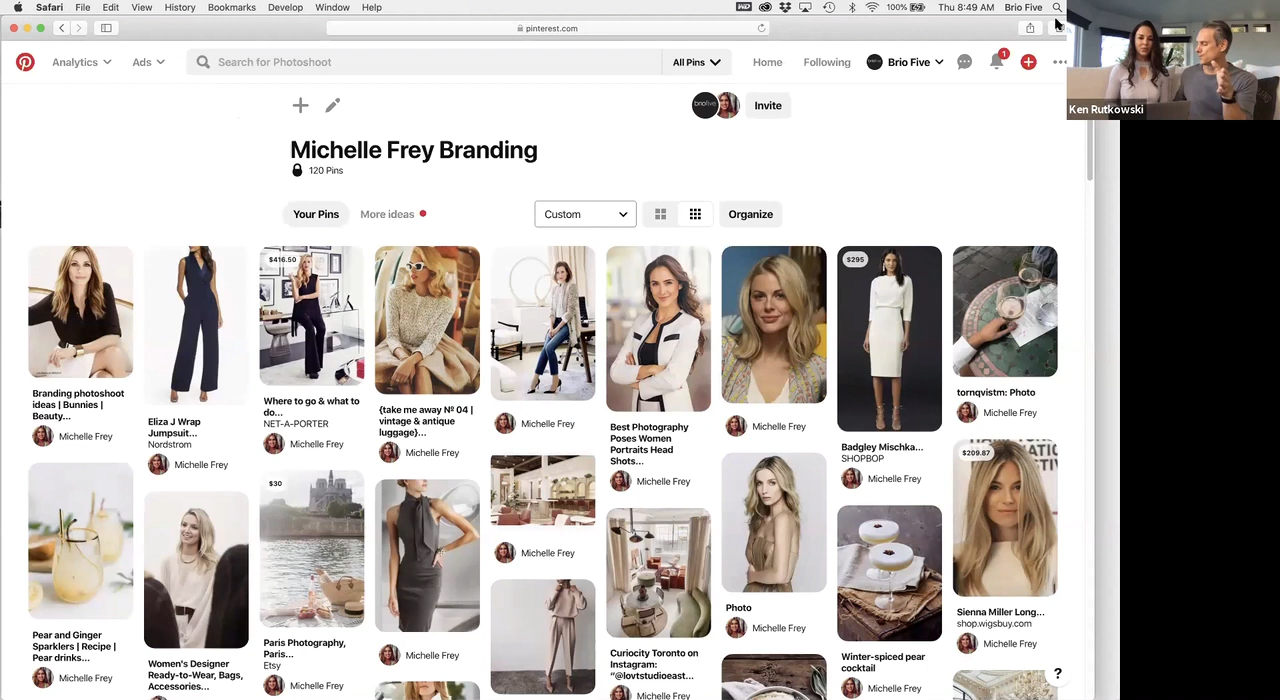 Safari File Edit View History Bookmarks Develop Window Help 100% Thu 8:49 AM Brio Five
pinterest.com
Analytics Ads Search for Photoshoot All Pins Home Following Brio Five 1
Ken Rutkowski
briofive Invite
Michelle Frey Branding
120 Pins
Your Pins More ideas Custom Organize
Branding photoshoot
ideas | Bunnies |
Beauty...
Michelle Frey
Pear and Ginger
Sparklers | Recipe |
Pear drinks...
Michelle Frey
Eliza J Wrap
Jumpsuit...
Nordstrom
Michelle Frey
Women's Designer
Ready-to-Wear, Bags,
Accessories...
$416.50
Where to go & what to
do...
NET-A-PORTER
Michelle Frey
$30
Paris Photography,
Paris...
Etsy
Michelle Frey
{take me away Nº 04 |
vintage & antique
luggage}...
Michelle Frey
Michelle Frey
Michelle Frey
Michelle Frey
Best Photography
Poses Women
Portraits Head
Shots...
Michelle Frey
Curiocity Toronto on
Instagram:
“@lovtstudioeast...
Michelle Frey
Michelle Frey
Photo
Michelle Frey
$295
Badgley Mischka...
SHOPBOP
Michelle Frey
Winter-spiced pear
cocktail
Michelle Frey
tornqvistm: Photo
Michelle Frey
$209.87
Sienna Miller Long...
shop.wigsbuy.com
Michelle Frey
?